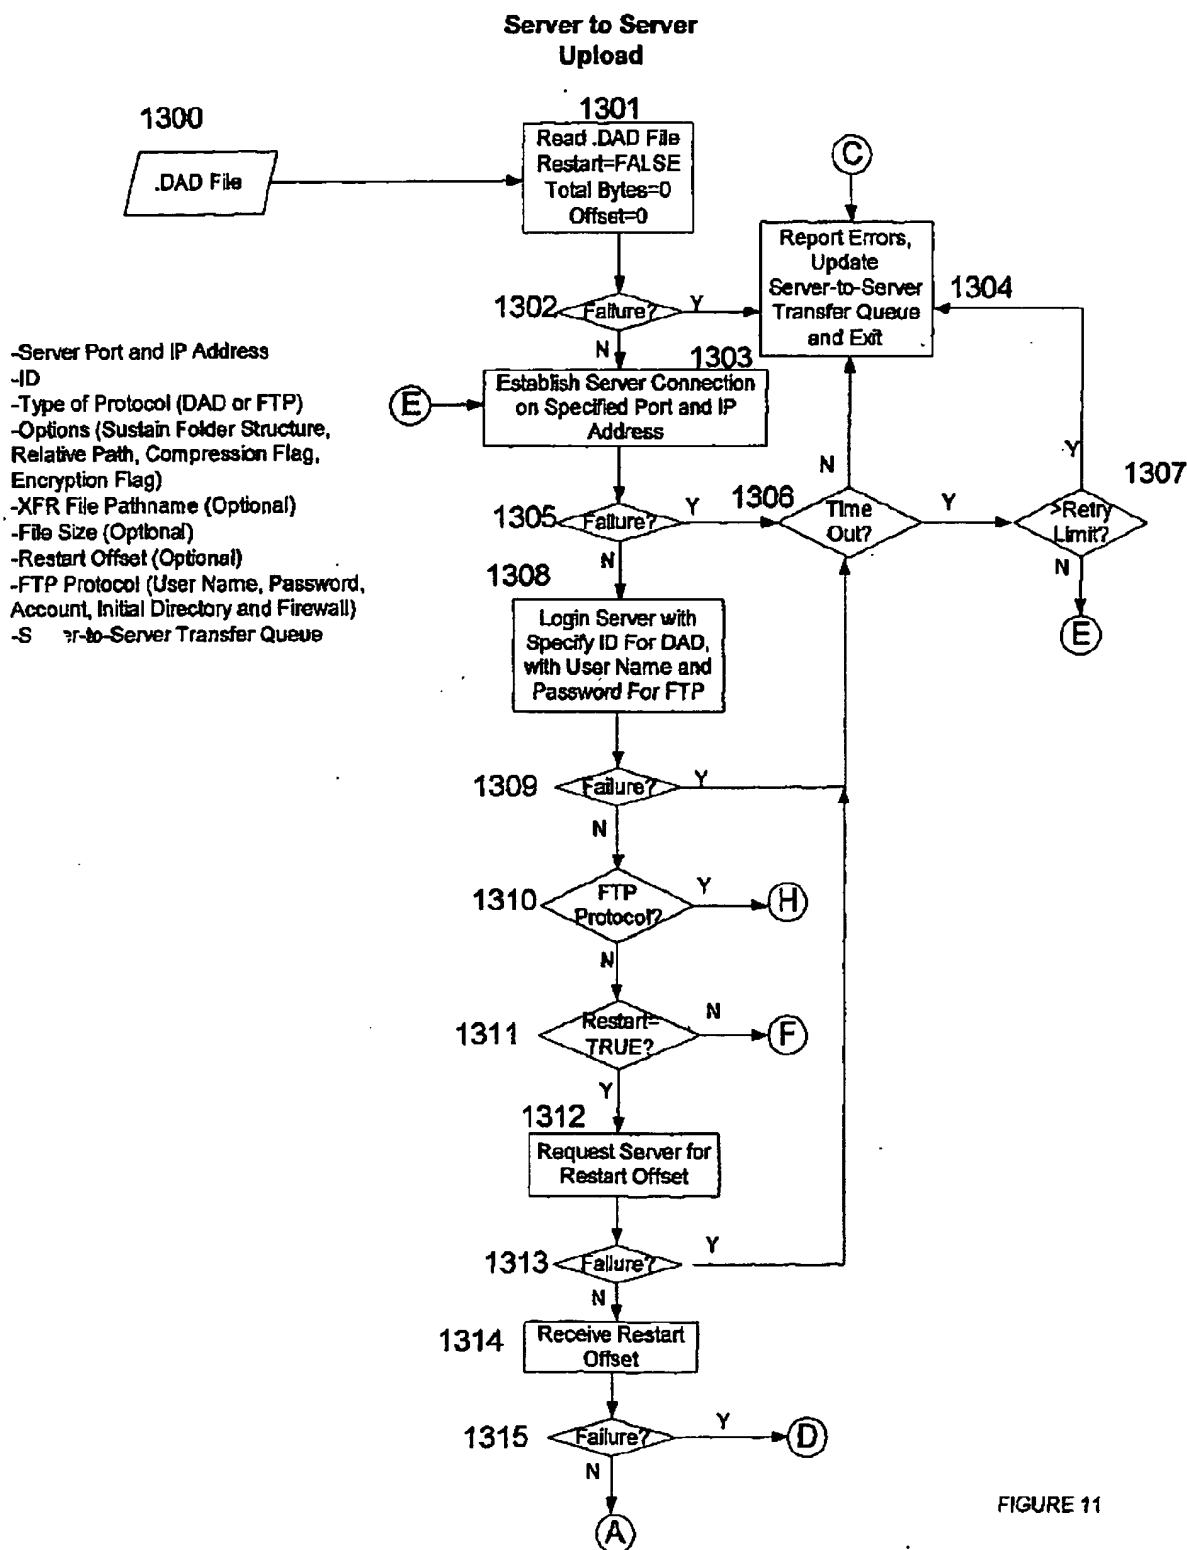 Server to Server
Upload
1300
.DAD File
1301
Read .DAD File
Restart=FALSE
Total Bytes=0
Offset=0
C
Report Errors,
Update
Server-to-Server
Transfer Queue
and Exit
1304
1302
Failure?
Y
N
-Server Port and IP Address
-ID
-Type of Protocol (DAD or FTP)
-Options (Sustain Folder Structure,
Relative Path, Compression Flag,
Encryption Flag)
-XFR File Pathname (Optional)
-File Size (Optional)
-Restart Offset (Optional)
-FTP Protocol (User Name, Password,
Account, Initial Directory and Firewall)
-S er-to-Server Transfer Queue
1303
E
Establish Server Connection
on Specified Port and IP
Address
1305
Failure?
Y
N
1306
Time
Out?
N
Y
1307
>Retry
Limit?
Y
N
E
1308
Login Server with
Specify ID For DAD,
with User Name and
Password For FTP
1309
Failure?
Y
N
1310
FTP
Protocol?
Y
H
N
1311
Restart=
TRUE?
N
F
Y
1312
Request Server for
Restart Offset
1313
Failure?
Y
N
1314
Receive Restart
Offset
1315
Failure?
Y
D
N
A
FIGURE 11